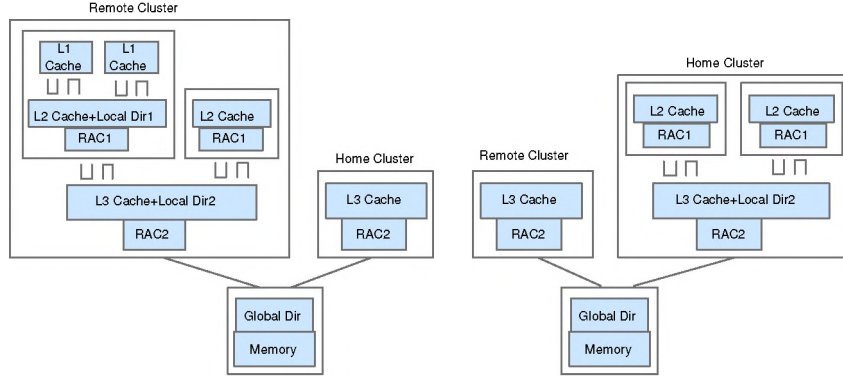 Remote Cluster
L1
Cache
L1
Cache
L2 Cache+Local Dir1
RAC1
L2 Cache
RAC1
L3 Cache+Local Dir2
RAC2
Home Cluster
L3 Cache
RAC2
Global Dir
Memory
Remote Cluster
L3 Cache
RAC2
Home Cluster
L2 Cache
RAC1
L2 Cache
RAC1
L3 Cache+Local Dir2
RAC2
Global Dir
Memory